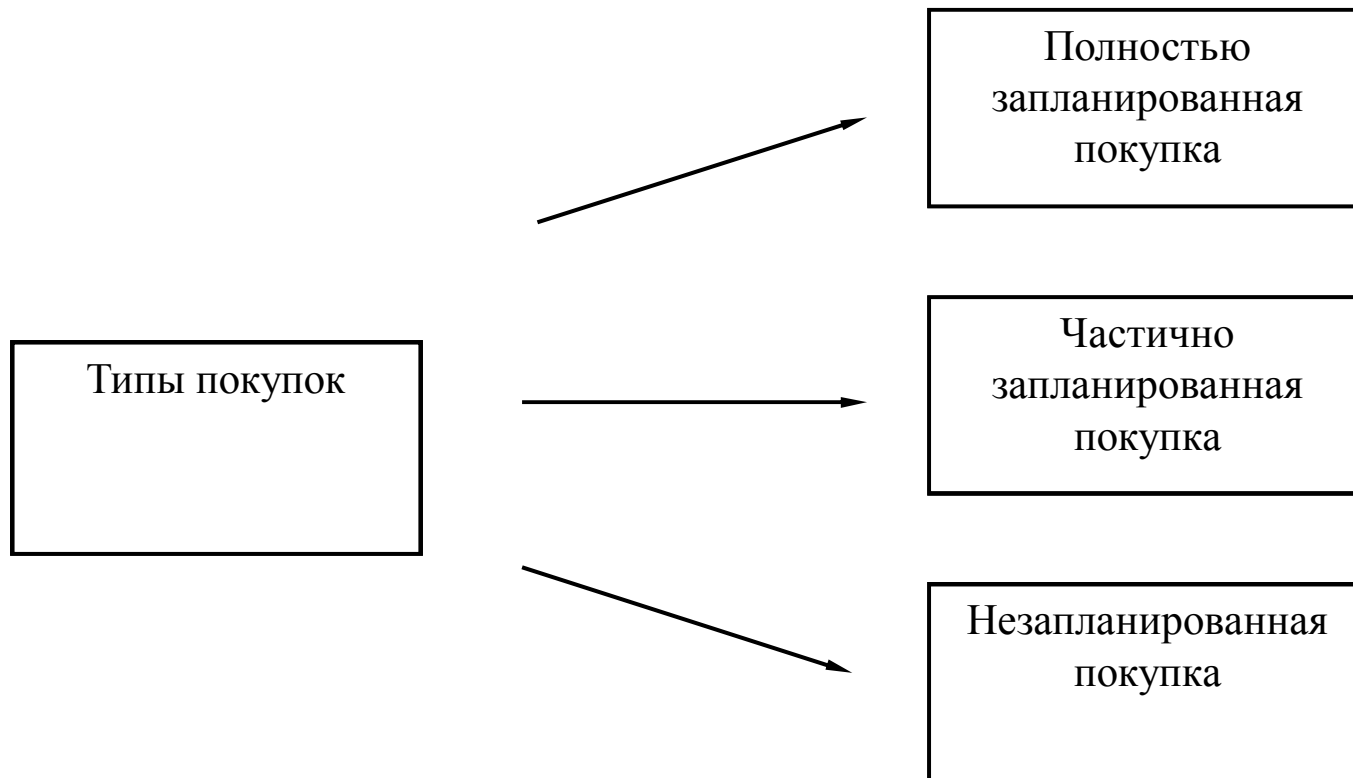 Полностью
запланированная
покупка
Типы покупок
Частично
запланированная
покупка
Незапланированная
покупка